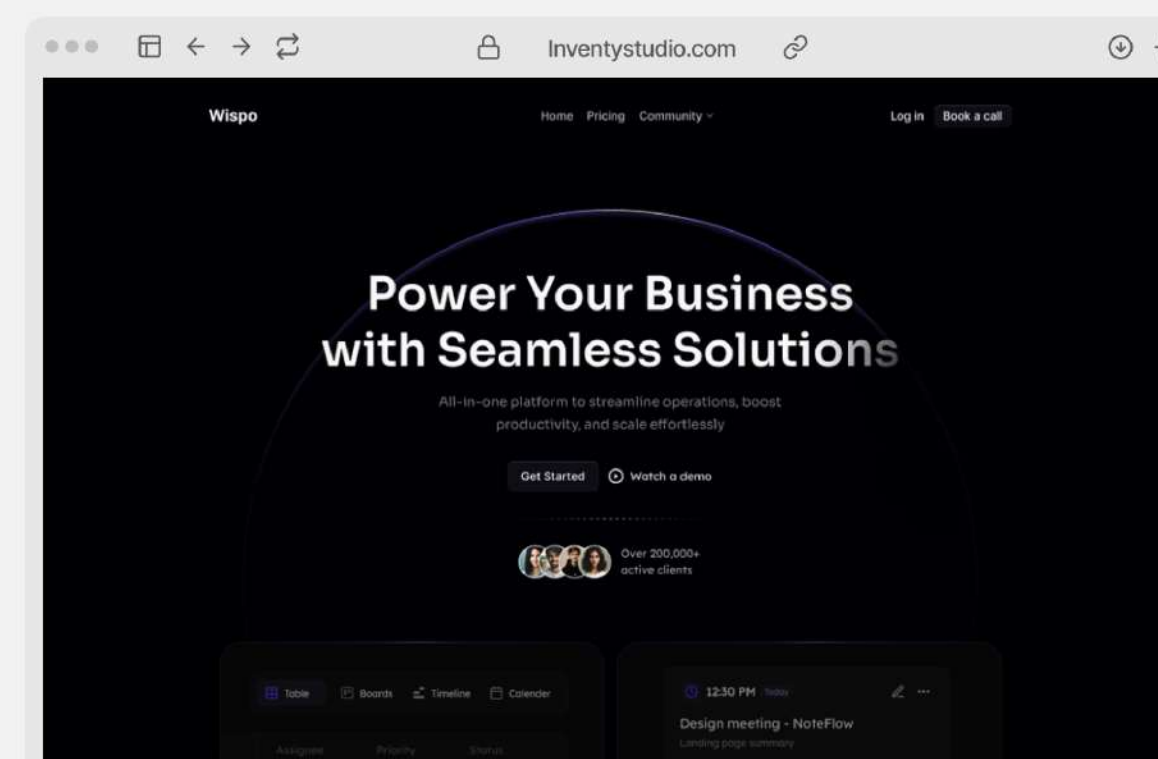 Inventystudio.com
Wispo
Home Pricing Community
Log in Book a call
Power Your Business
with Seamless Solutions
All-in-one platform to streamline operations, boost
productivity, and scale effortlessly
Get Started Watch a demo
Over 200,000+
active clients
Table Boards Timeline Calender
12:30 PM Today
Design meeting - NoteFlow
Landing page summary
Assignee Priority Status